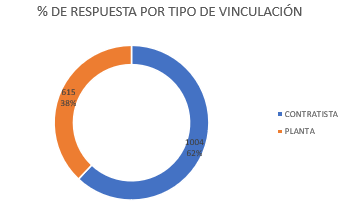 % DE RESPUESTA POR TIPO DE VINCULACIÓN
615
38%
1004
62%
CONTRATISTA
PLANTA